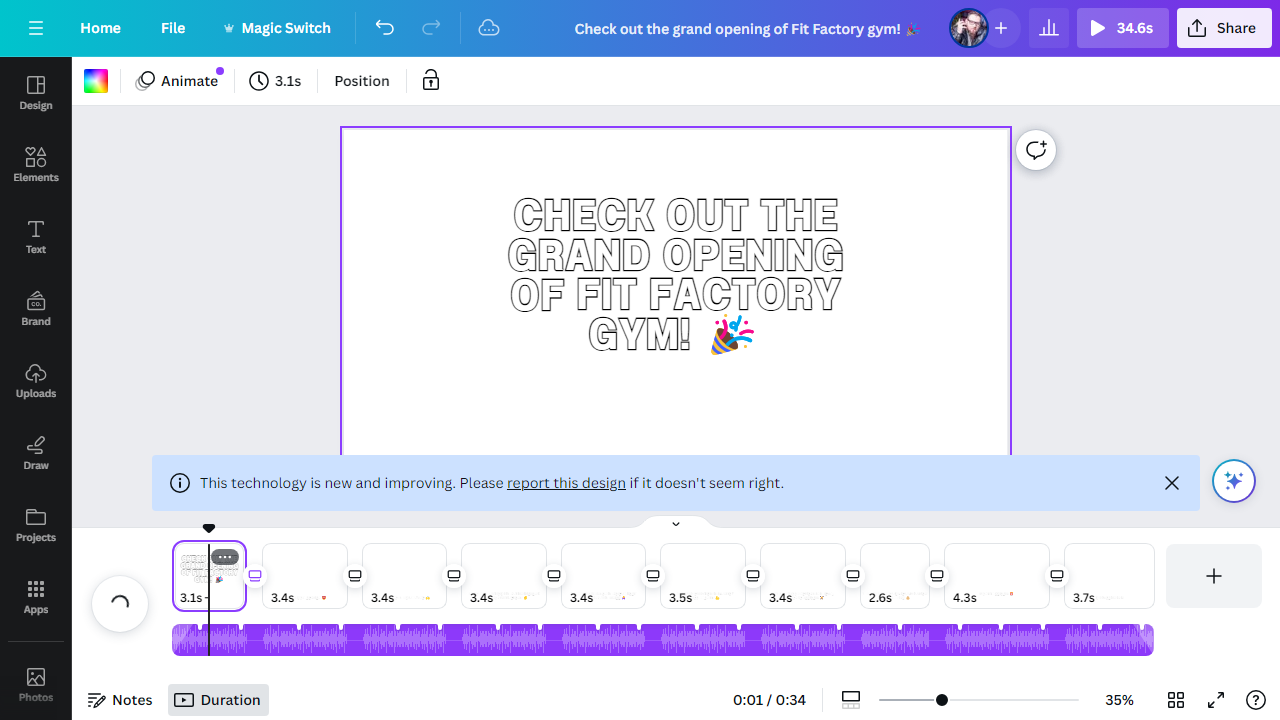 Home
File
Magic Switch
Check out the grand opening of Fit Factory gym! 🎉
34.6s
Share
Design
Elements
Text
CO.
Brand
Uploads
Draw
Projects
Apps
Photos
Animate
3.1s
Position
CHECK OUT THE
GRAND OPENING
OF FIT FACTORY
GYM! 🎉
This technology is new and improving. Please report this design if it doesn't seem right.
3.1s
3.4s
3.4s
3.4s
3.4s
3.5s
3.4s
2.6s
4.3s
3.7s
Notes
Duration
0:01 / 0:34
35%